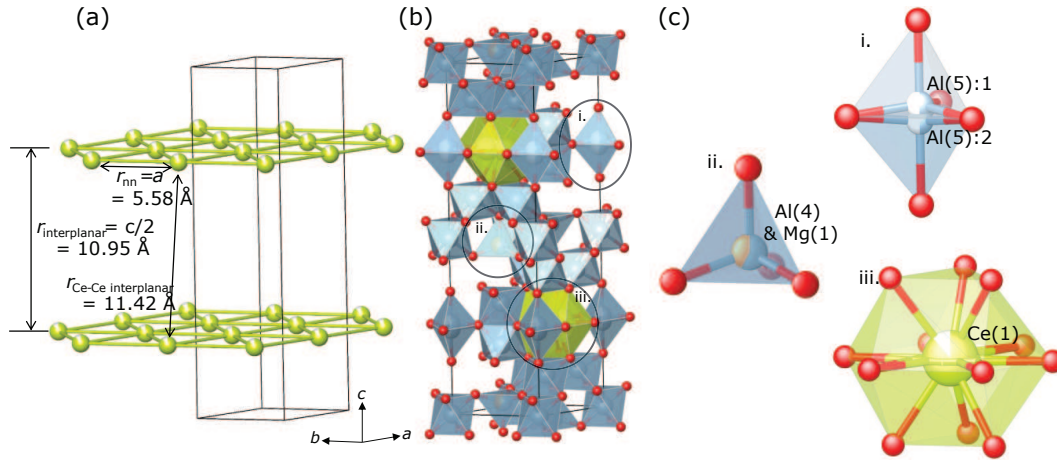 (a)
r_nn = a
= 5.58 Å
r_interplanar = c/2
= 10.95 Å
r_Ce-Ce interplanar
= 11.42 Å
c
b
a
(b)
i.
ii.
iii.
(c)
i.
Al(5):1
Al(5):2
ii.
Al(4)
& Mg(1)
iii.
Ce(1)